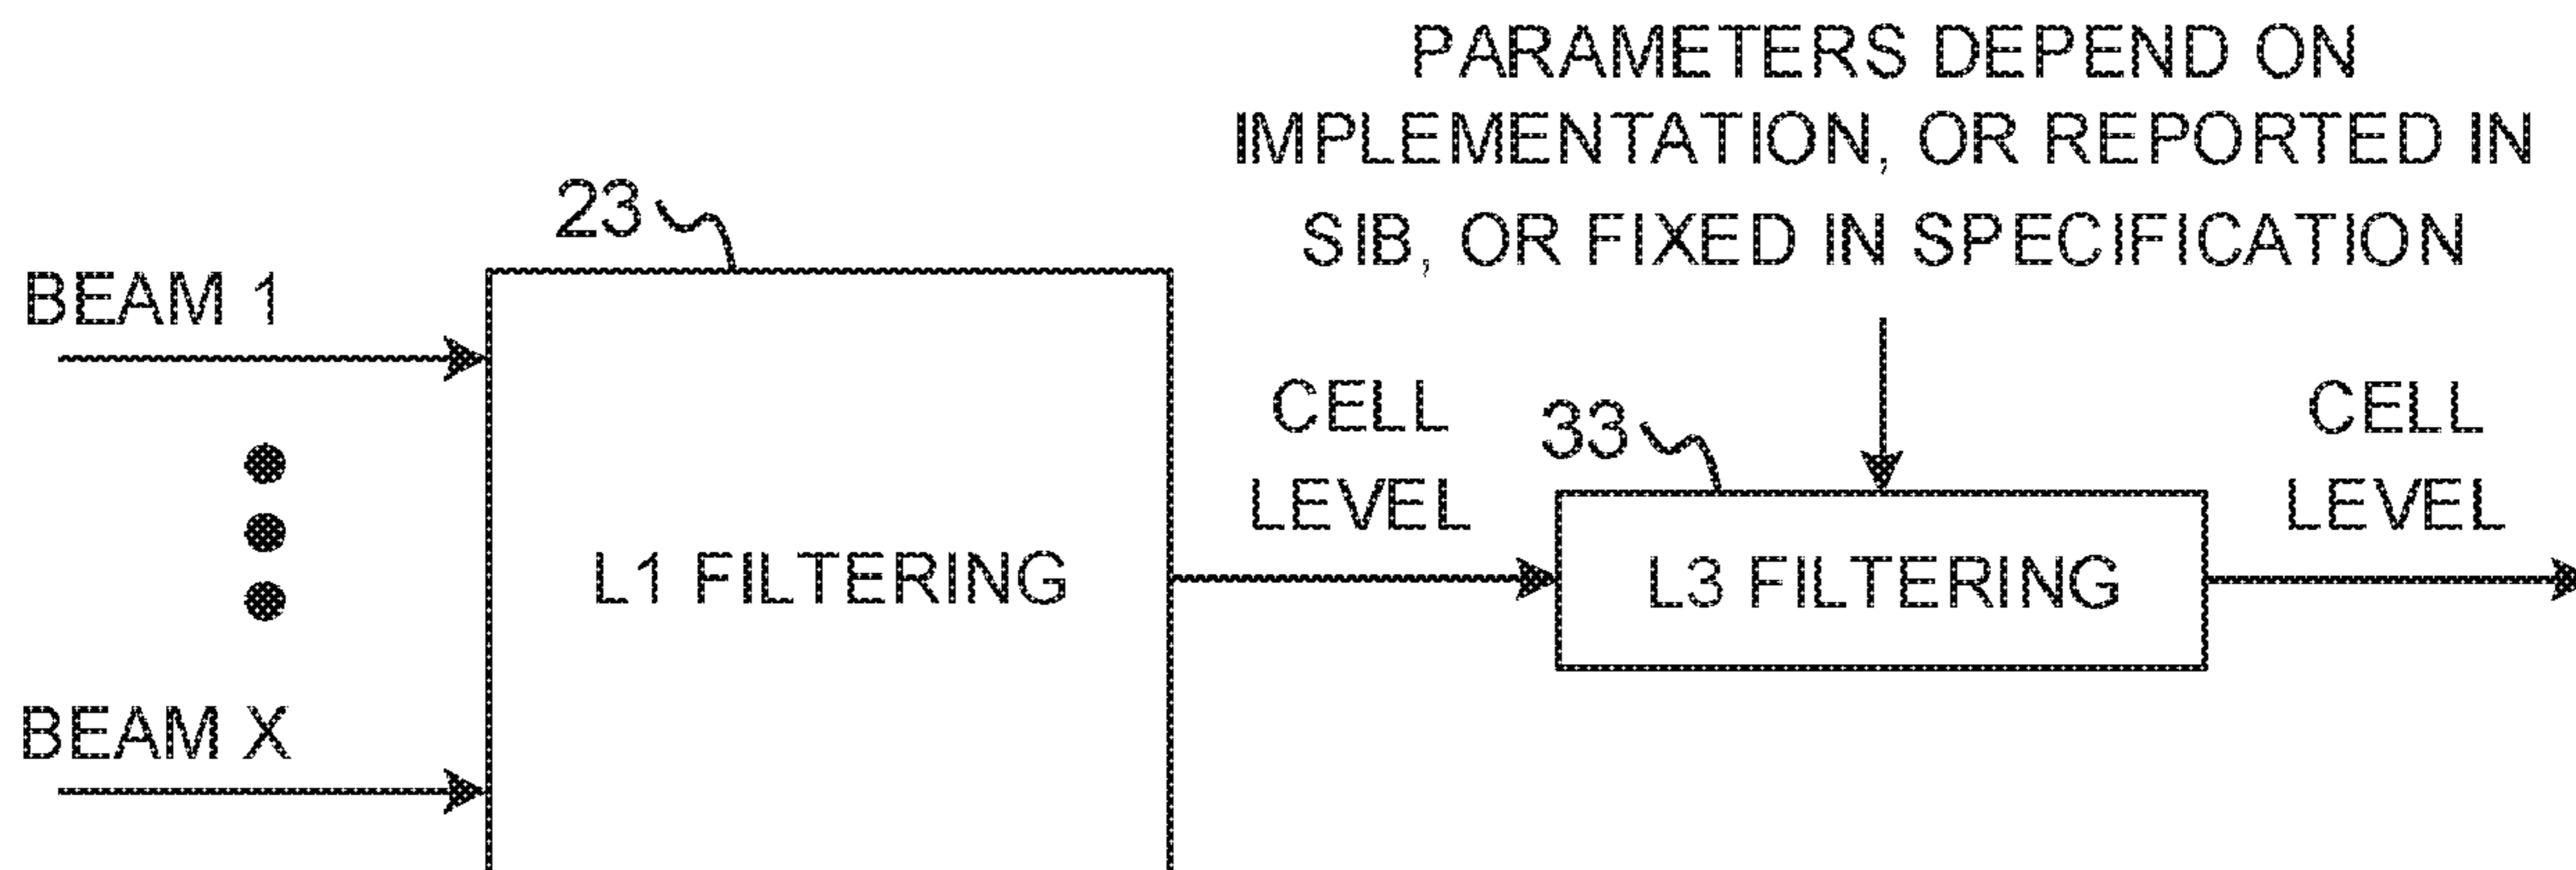 PARAMETERS DEPEND ON
IMPLEMENTATION, OR REPORTED IN
SIB, OR FIXED IN SPECIFICATION
23
BEAM 1
CELL
LEVEL
33
CELL
LEVEL
L1 FILTERING
L3 FILTERING
BEAM X